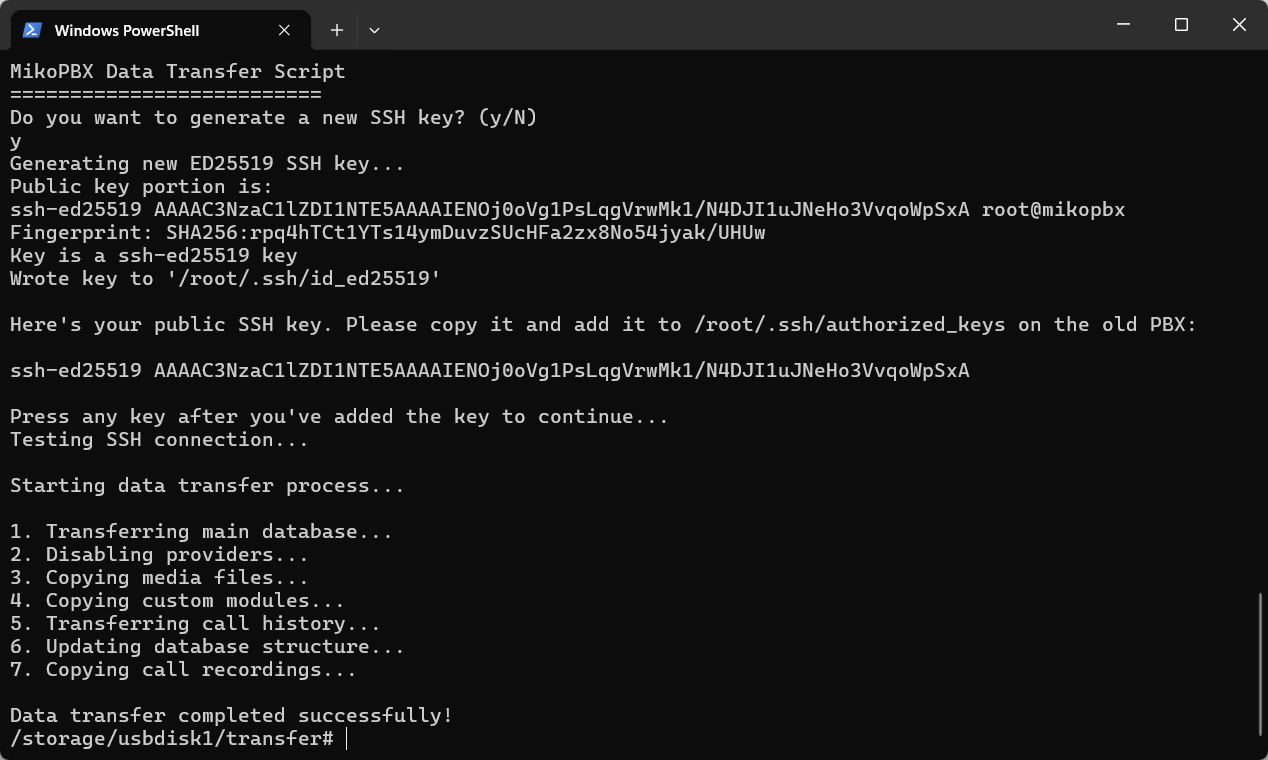 Windows PowerShell
MikoPBX Data Transfer Script
==========================
Do you want to generate a new SSH key? (y/N)
y
Generating new ED25519 SSH key...
Public key portion is:
ssh-ed25519 AAAAC3NzaC1lZDI1NTE5AAAAIENOj0oVg1PsLqgVrwMk1/N4DJI1uJNeHo3VvqoWpSxA root@mikopbx
Fingerprint: SHA256:rpq4hTCt1YTs14ymDuvzSUcHFa2zx8No54jyak/UHUw
Key is a ssh-ed25519 key
Wrote key to '/root/.ssh/id_ed25519'
Here's your public SSH key. Please copy it and add it to /root/.ssh/authorized_keys on the old PBX:
ssh-ed25519 AAAAC3NzaC1lZDI1NTE5AAAAIENOj0oVg1PsLqgVrwMk1/N4DJI1uJNeHo3VvqoWpSxA
Press any key after you've added the key to continue...
Testing SSH connection...
Starting data transfer process...
1. Transferring main database...
2. Disabling providers...
3. Copying media files...
4. Copying custom modules...
5. Transferring call history...
6. Updating database structure...
7. Copying call recordings...
Data transfer completed successfully!
/storage/usbdisk1/transfer#